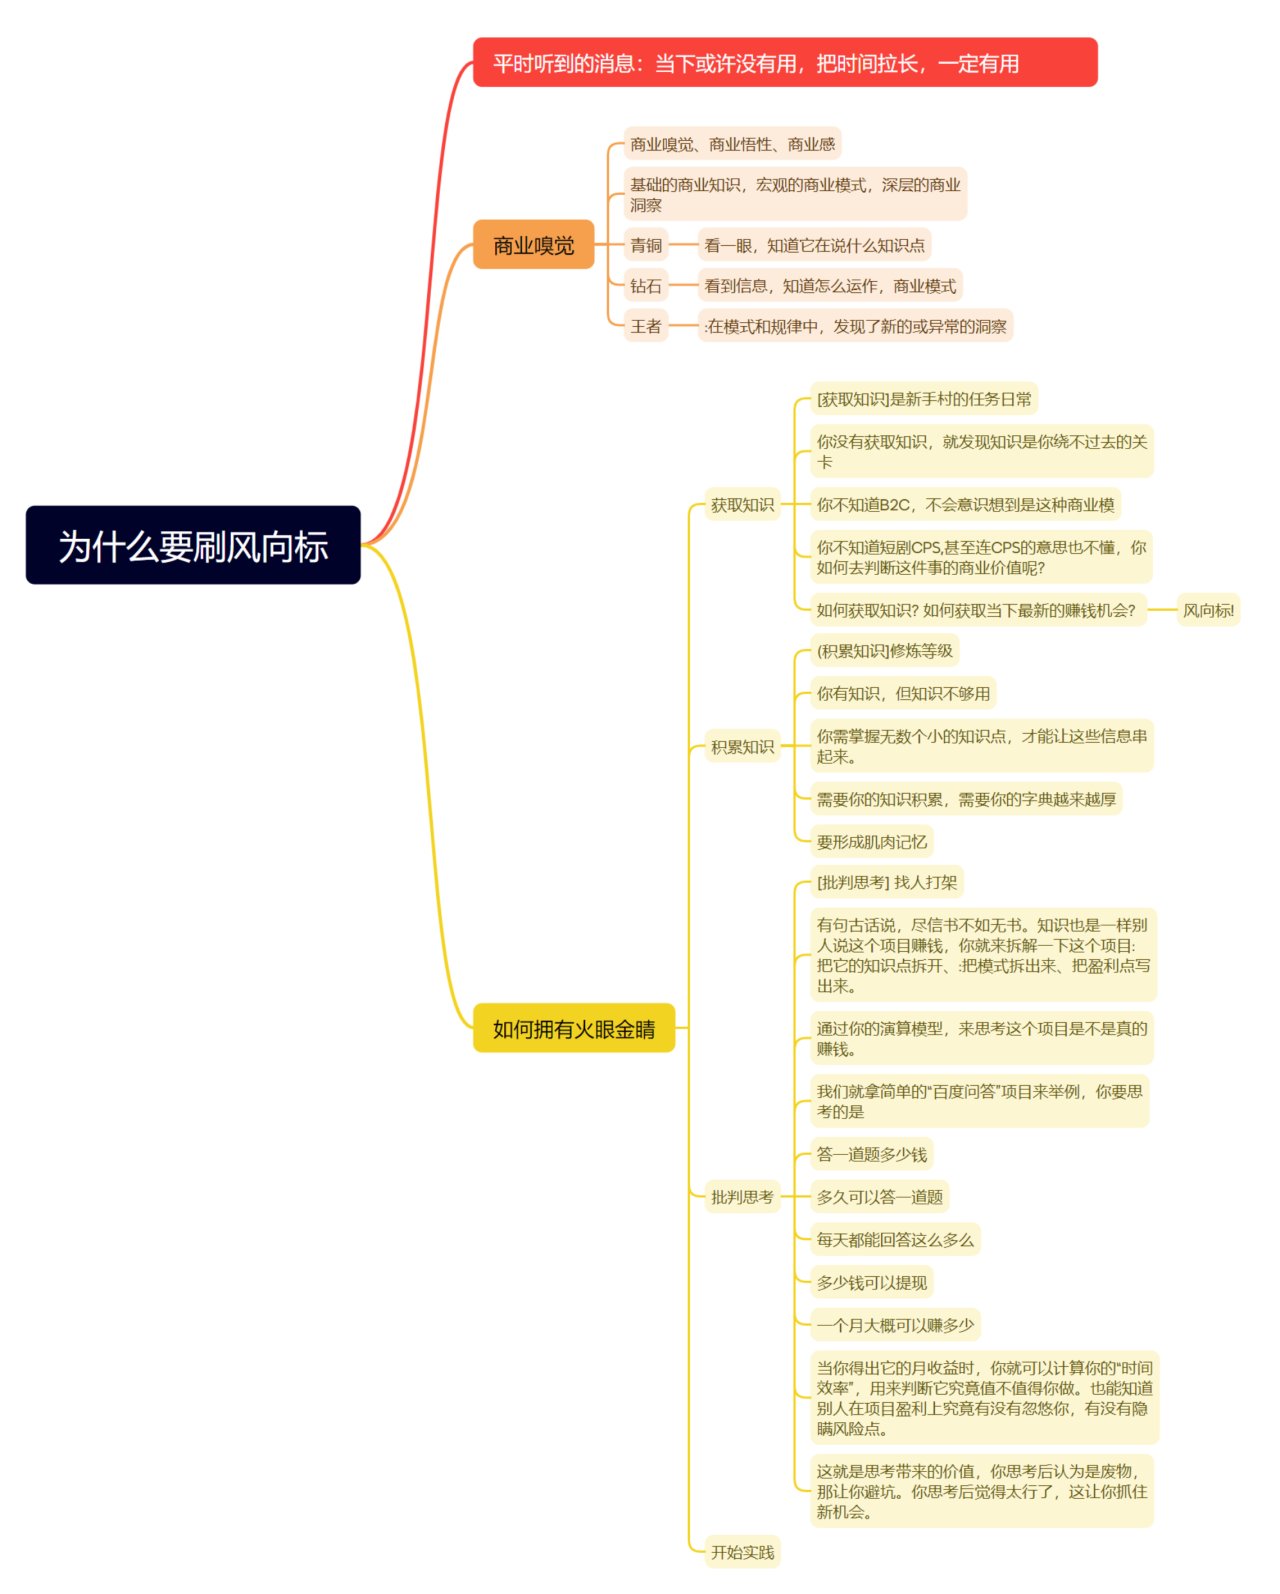 为什么要刷风向标
平时听到的消息：当下或许没有用，把时间拉长，一定有用
商业嗅觉
商业嗅觉、商业悟性、商业感
基础的商业知识，宏观的商业模式，深层的商业
洞察
青铜
看一眼，知道它在说什么知识点
钻石
看到信息，知道怎么运作，商业模式
王者
:在模式和规律中，发现了新的或异常的洞察
如何拥有火眼金睛
获取知识
[获取知识]是新手村的任务日常
你没有获取知识，就发现知识是你绕不过去的关
卡
你不知道B2C，不会意识想到是这种商业模
你不知道短剧CPS,甚至连CPS的意思也不懂，你
如何去判断这件事的商业价值呢?
如何获取知识? 如何获取当下最新的赚钱机会?
风向标!
积累知识
(积累知识]修炼等级
你有知识，但知识不够用
你需掌握无数个小的知识点，才能让这些信息串
起来。
需要你的知识积累，需要你的字典越来越厚
要形成肌肉记忆
批判思考
[批判思考] 找人打架
有句古话说，尽信书不如无书。知识也是一样别
人说这个项目赚钱，你就来拆解一下这个项目:
把它的知识点拆开、:把模式拆出来、把盈利点写
出来。
通过你的演算模型，来思考这个项目是不是真的
赚钱。
我们就拿简单的“百度问答”项目来举例，你要思
考的是
答一道题多少钱
多久可以答一道题
每天都能回答这么多么
多少钱可以提现
一个月大概可以赚多少
当你得出它的月收益时，你就可以计算你的“时间
效率”，用来判断它究竟值不值得你做。也能知道
别人在项目盈利上究竟有没有忽悠你，有没有隐
瞒风险点。
这就是思考带来的价值，你思考后认为是废物，
那让你避坑。你思考后觉得太行了，这让你抓住
新机会。
开始实践